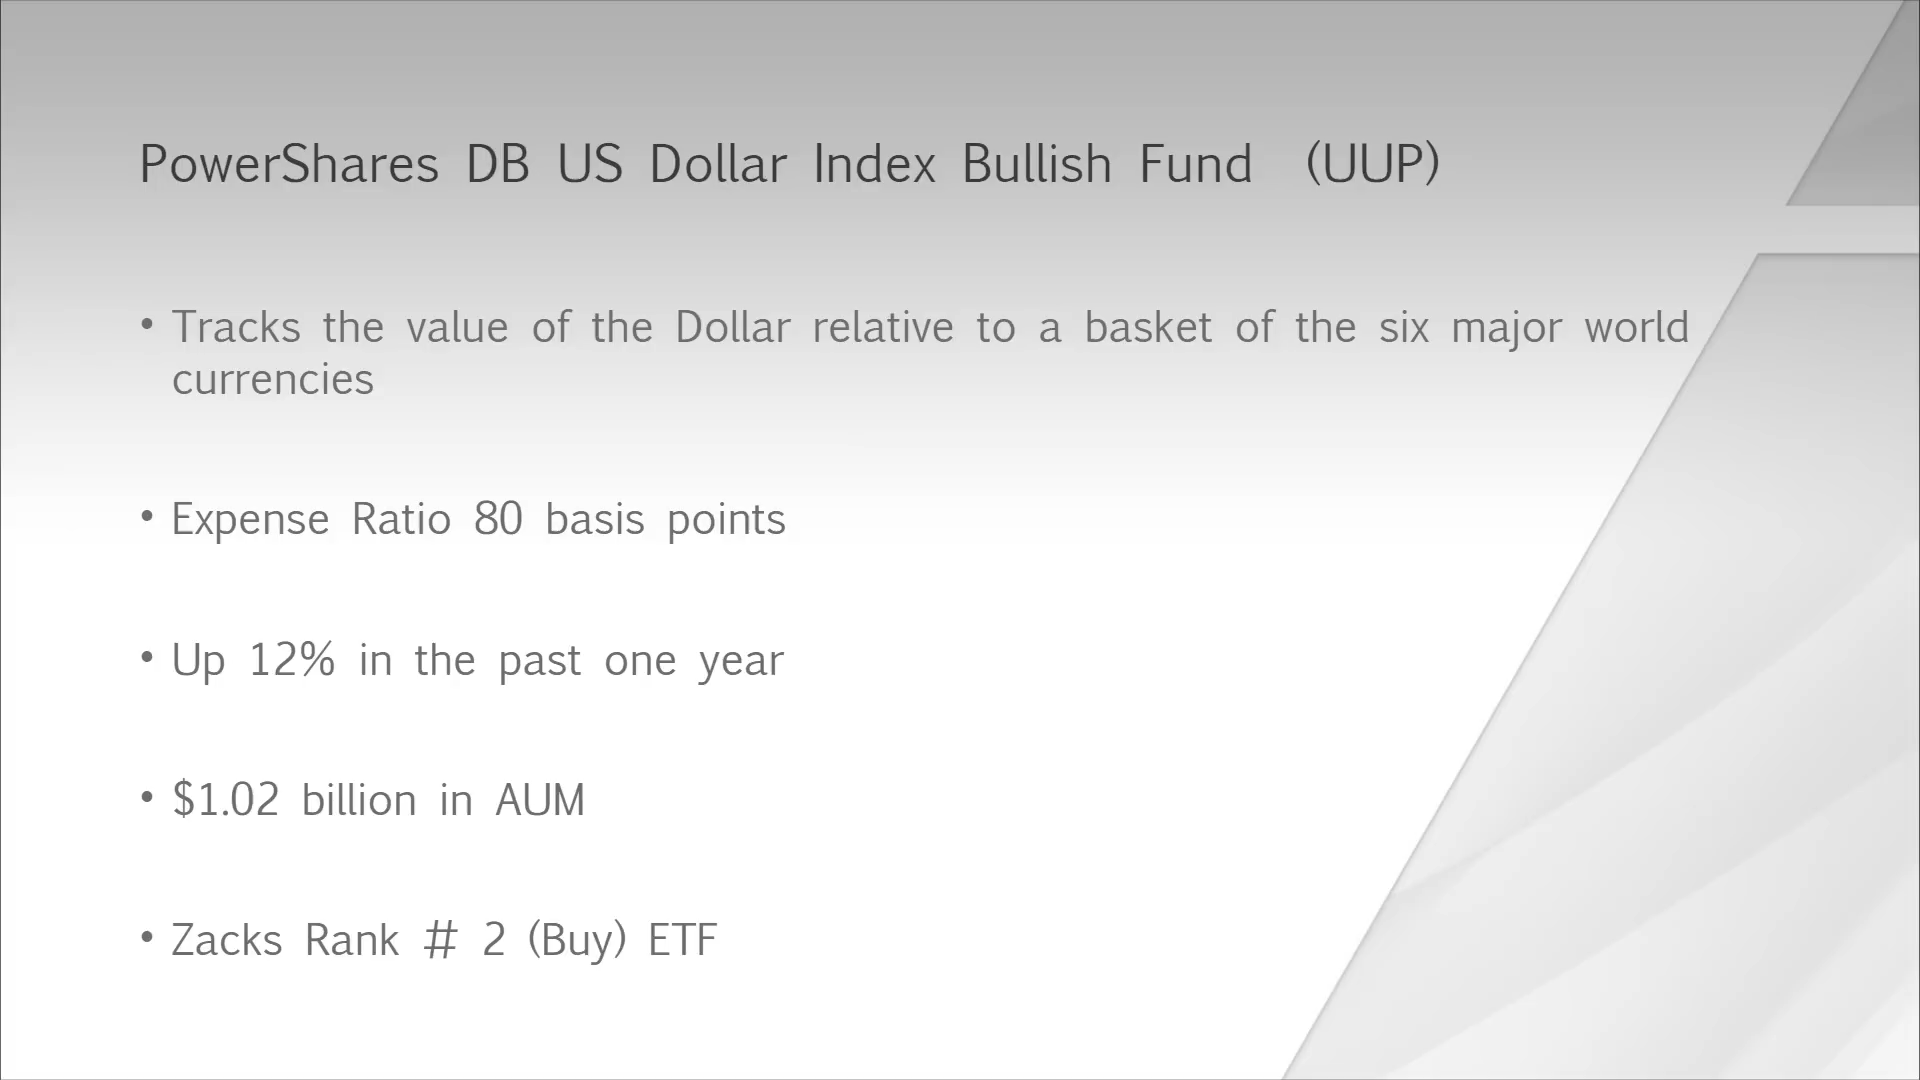 PowerShares DB US Dollar Index Bullish Fund (UUP)
• Tracks the value of the Dollar relative to a basket of the six major world
currencies
• Expense Ratio 80 basis points
• Up 12% in the past one year
• $1.02 billion in AUM
• Zacks Rank # 2 (Buy) ETF